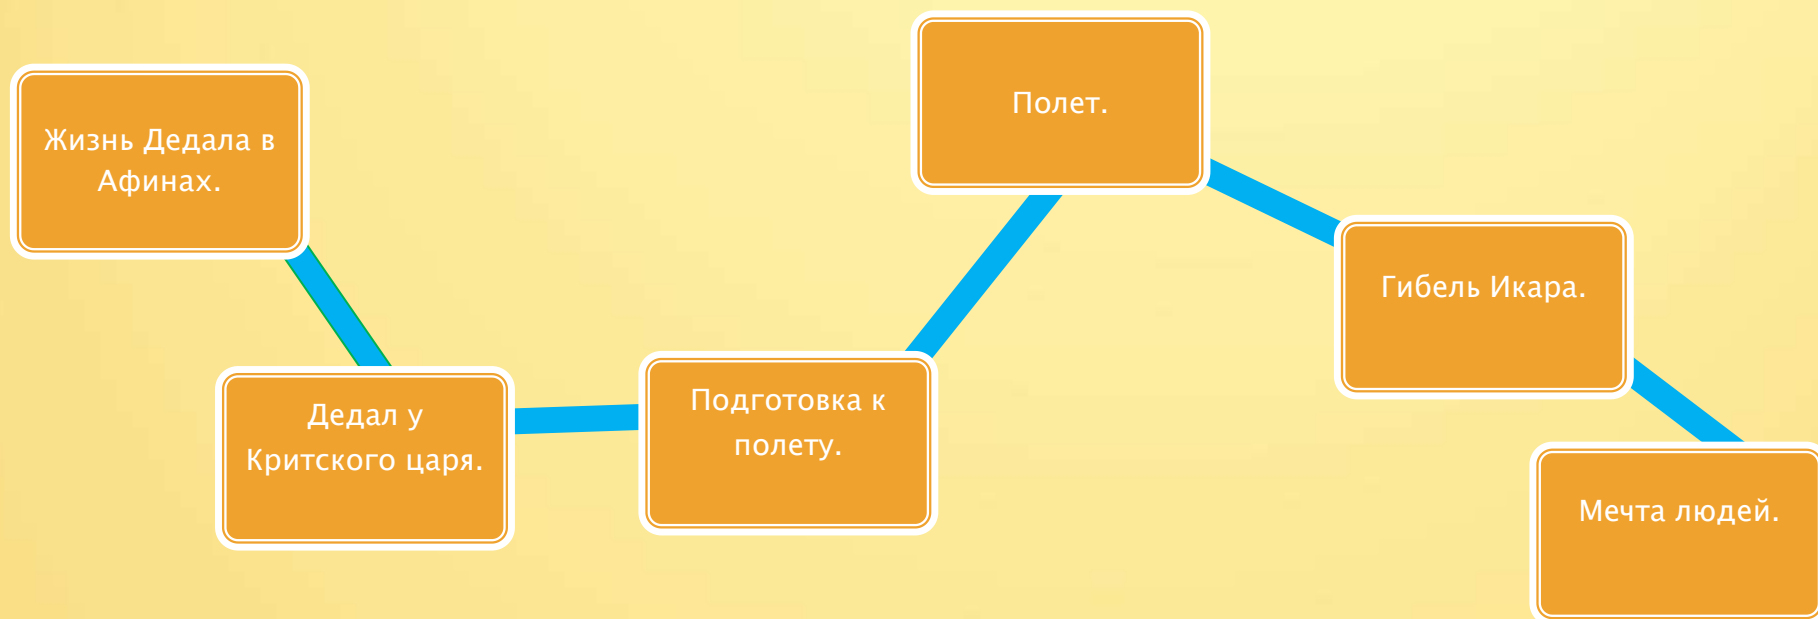 Жизнь Дедала в
Афинах.
Дедал у
Критского царя.
Подготовка к
полету.
Полет.
Гибель Икара.
Мечта людей.